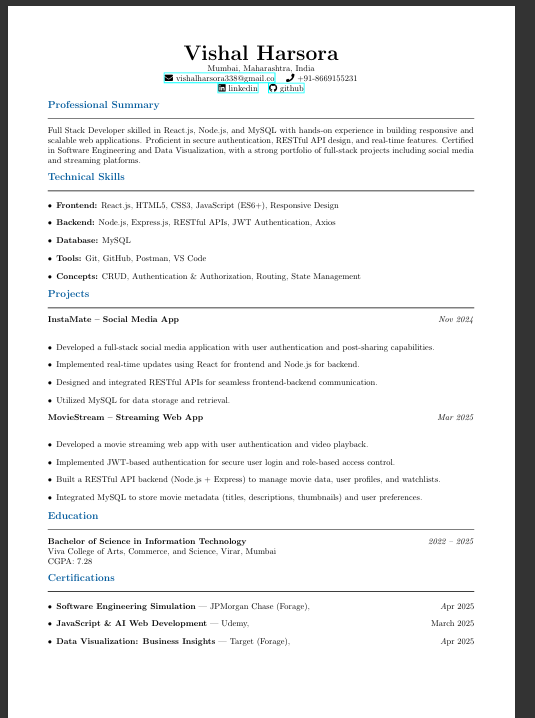 Vishal Harsora
Mumbai, Maharashtra, India
vishalharsora338@gmail.co +91-8669155231
linkedin github
Professional Summary
Full Stack Developer skilled in React.js, Node.js, and MySQL with hands-on experience in building responsive and
scalable web applications. Proficient in secure authentication, RESTful API design, and real-time features. Certified
in Software Engineering and Data Visualization, with a strong portfolio of full-stack projects including social media
and streaming platforms.
Technical Skills
• Frontend: React.js, HTML5, CSS3, JavaScript (ES6+), Responsive Design
• Backend: Node.js, Express.js, RESTful APIs, JWT Authentication, Axios
• Database: MySQL
• Tools: Git, GitHub, Postman, VS Code
• Concepts: CRUD, Authentication & Authorization, Routing, State Management
Projects
InstaMate – Social Media App Nov 2024
• Developed a full-stack social media application with user authentication and post-sharing capabilities.
• Implemented real-time updates using React for frontend and Node.js for backend.
• Designed and integrated RESTful APIs for seamless frontend-backend communication.
• Utilized MySQL for data storage and retrieval.
MovieStream – Streaming Web App Mar 2025
• Developed a movie streaming web app with user authentication and video playback.
• Implemented JWT-based authentication for secure user login and role-based access control.
• Built a RESTful API backend (Node.js + Express) to manage movie data, user profiles, and watchlists.
• Integrated MySQL to store movie metadata (titles, descriptions, thumbnails) and user preferences.
Education
Bachelor of Science in Information Technology 2022 – 2025
Viva College of Arts, Commerce, and Science, Virar, Mumbai
CGPA: 7.28
Certifications
• Software Engineering Simulation — JPMorgan Chase (Forage), Apr 2025
• JavaScript & AI Web Development — Udemy, March 2025
• Data Visualization: Business Insights — Target (Forage), Apr 2025